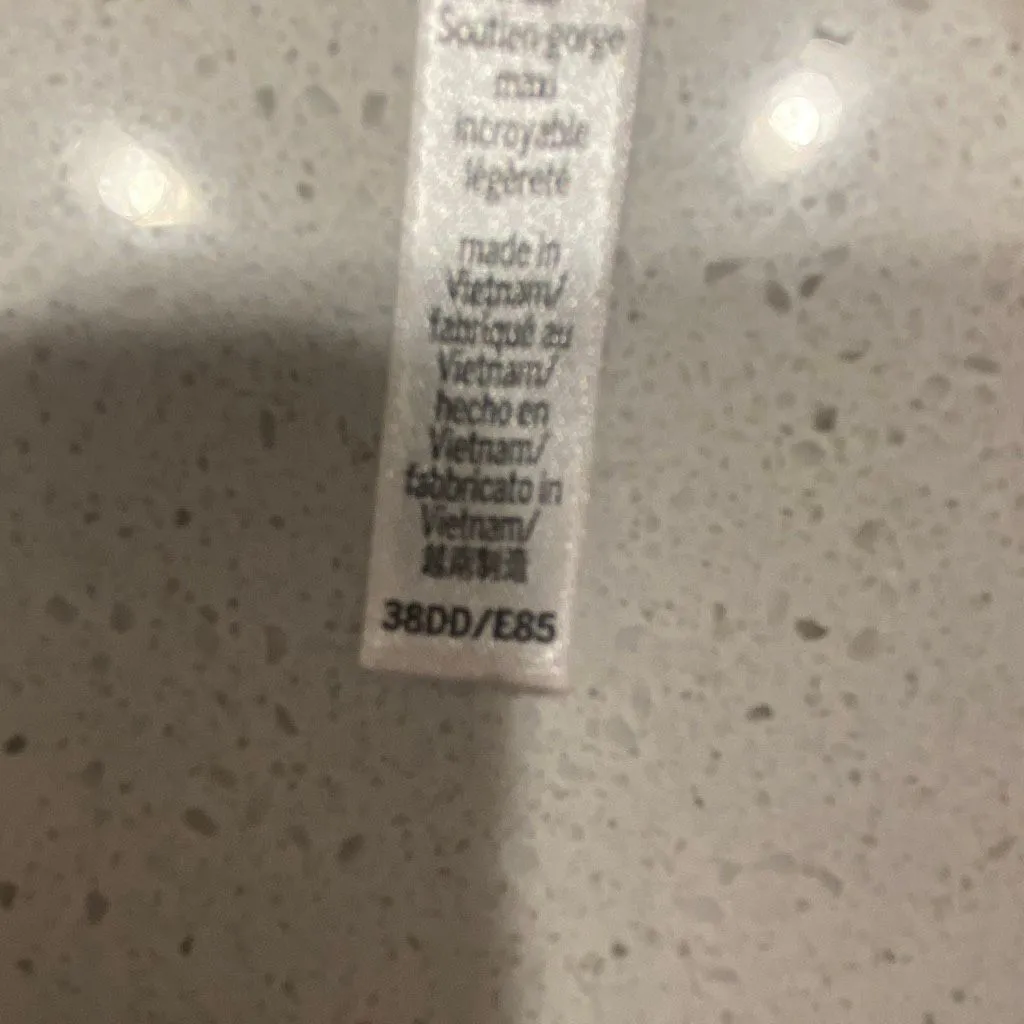 Soutien-gorge
maxi
incroyable
légèreté
made in
Vietnam/
fabriqué au
Vietnam/
hecho en
Vietnam/
fabbricato in
Vietnam/
越南制造
38DD/E85